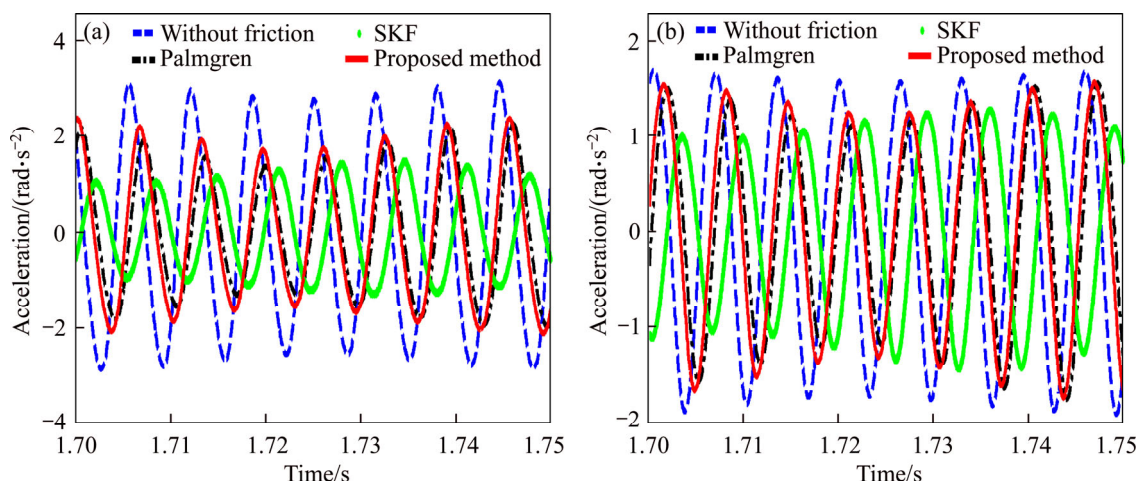 (a)
Without friction
SKF
Palmgren
Proposed method
4
2
0
−2
−4
1.70
1.71
1.72
1.73
1.74
1.75
Time/s
Acceleration/(rad·s⁻²)
(b)
Without friction
SKF
Palmgren
Proposed method
2
1
0
−1
−2
1.70
1.71
1.72
1.73
1.74
1.75
Time/s
Acceleration/(rad·s⁻²)